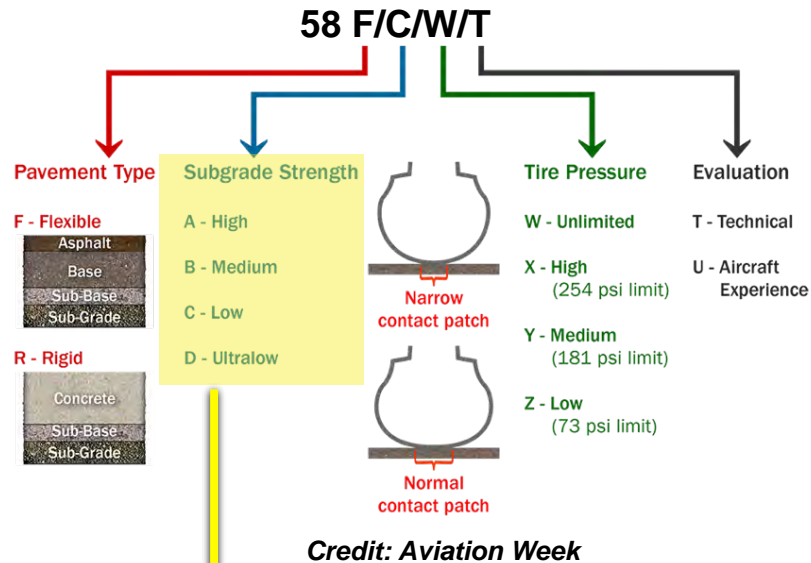 58 F/C/W/T
Pavement Type
F - Flexible
Asphalt
Base
Sub-Base
Sub-Grade
R - Rigid
Concrete
Sub-Base
Sub-Grade
Subgrade Strength
A - High
B - Medium
C - Low
D - Ultralow
Narrow
contact patch
Normal
contact patch
Tire Pressure
W - Unlimited
X - High
(254 psi limit)
Y - Medium
(181 psi limit)
Z - Low
(73 psi limit)
Evaluation
T - Technical
U - Aircraft
Experience
Credit: Aviation Week